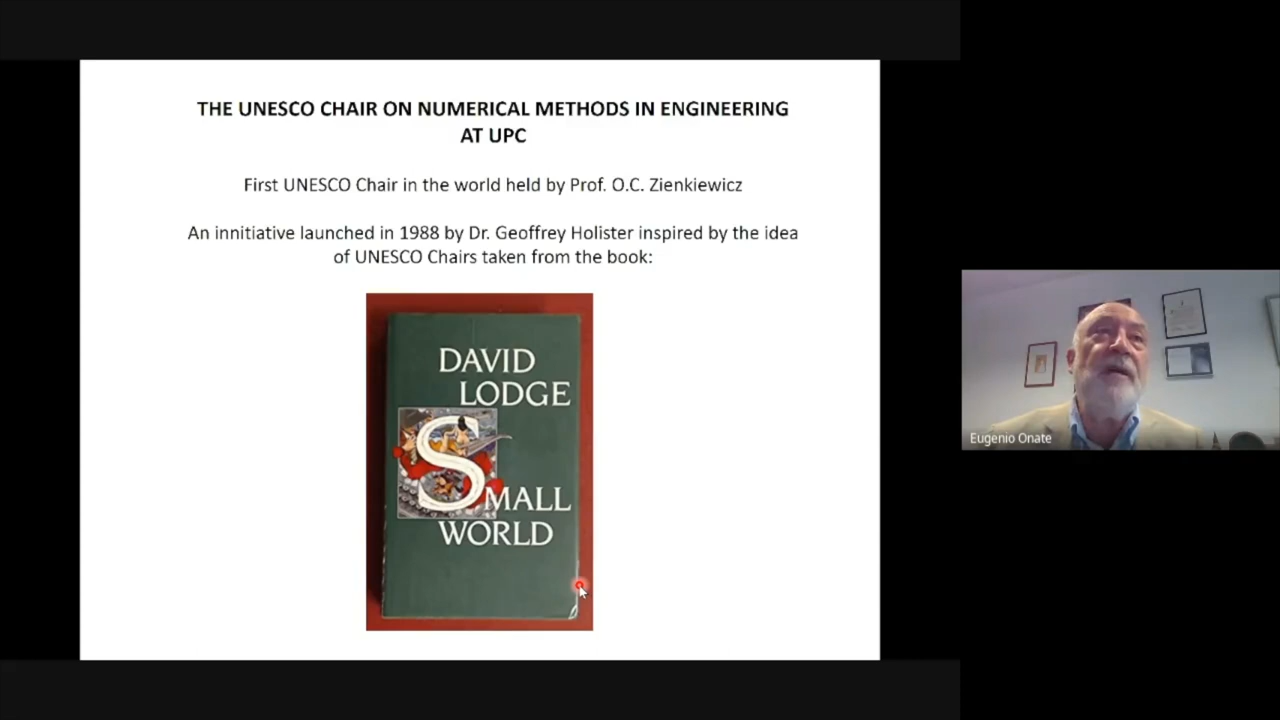 THE UNESCO CHAIR ON NUMERICAL METHODS IN ENGINEERING
AT UPC
First UNESCO Chair in the world held by Prof. O.C. Zienkiewicz
An innitiative launched in 1988 by Dr. Geoffrey Holister inspired by the idea
of UNESCO Chairs taken from the book:
DAVID
LODGE
SMALL
WORLD
Eugenio Onate